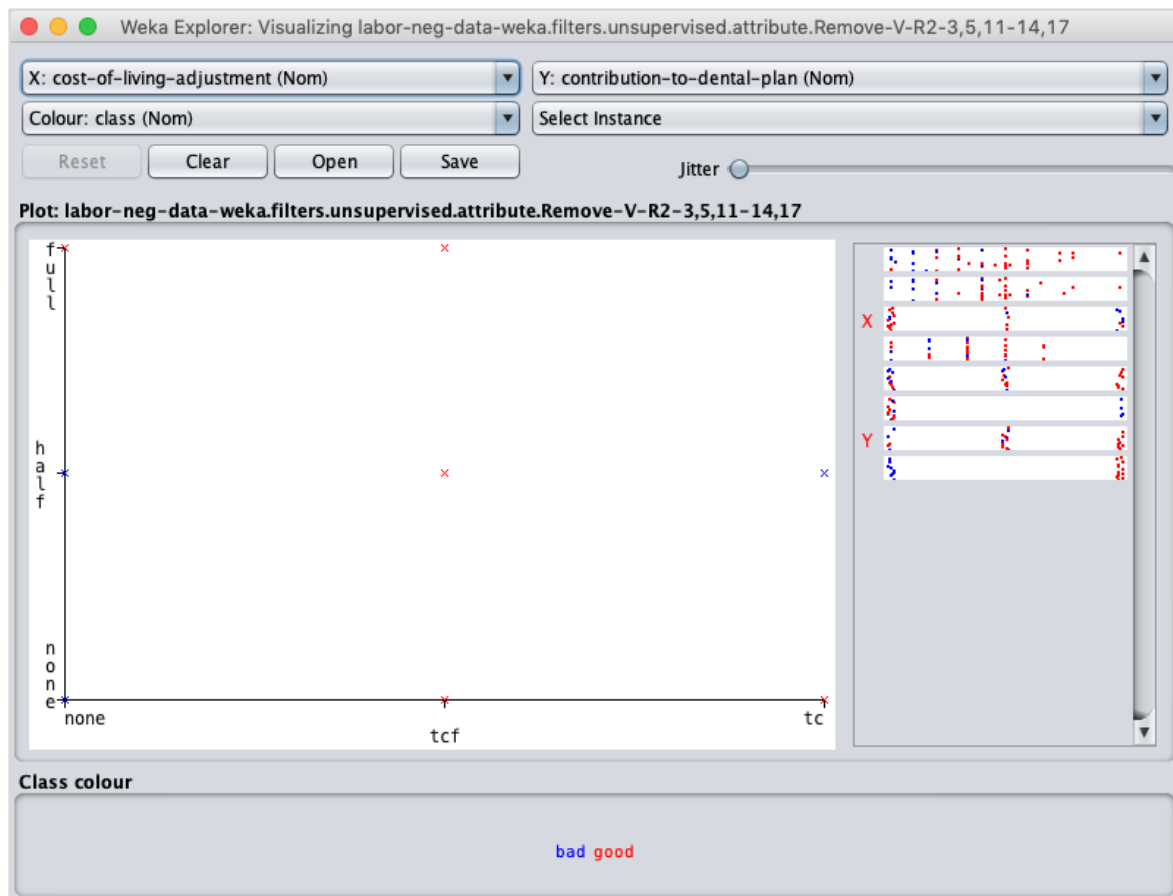 Weka Explorer: Visualizing labor-neg-data-weka.filters.unsupervised.attribute.Remove-V-R2-3,5,11-14,17
X: cost-of-living-adjustment (Nom)
Y: contribution-to-dental-plan (Nom)
Colour: class (Nom)
Select Instance
Reset
Clear
Open
Save
Jitter
Plot: labor-neg-data-weka.filters.unsupervised.attribute.Remove-V-R2-3,5,11-14,17
full
half
none
none
tcf
tc
X
Y
Class colour
bad good